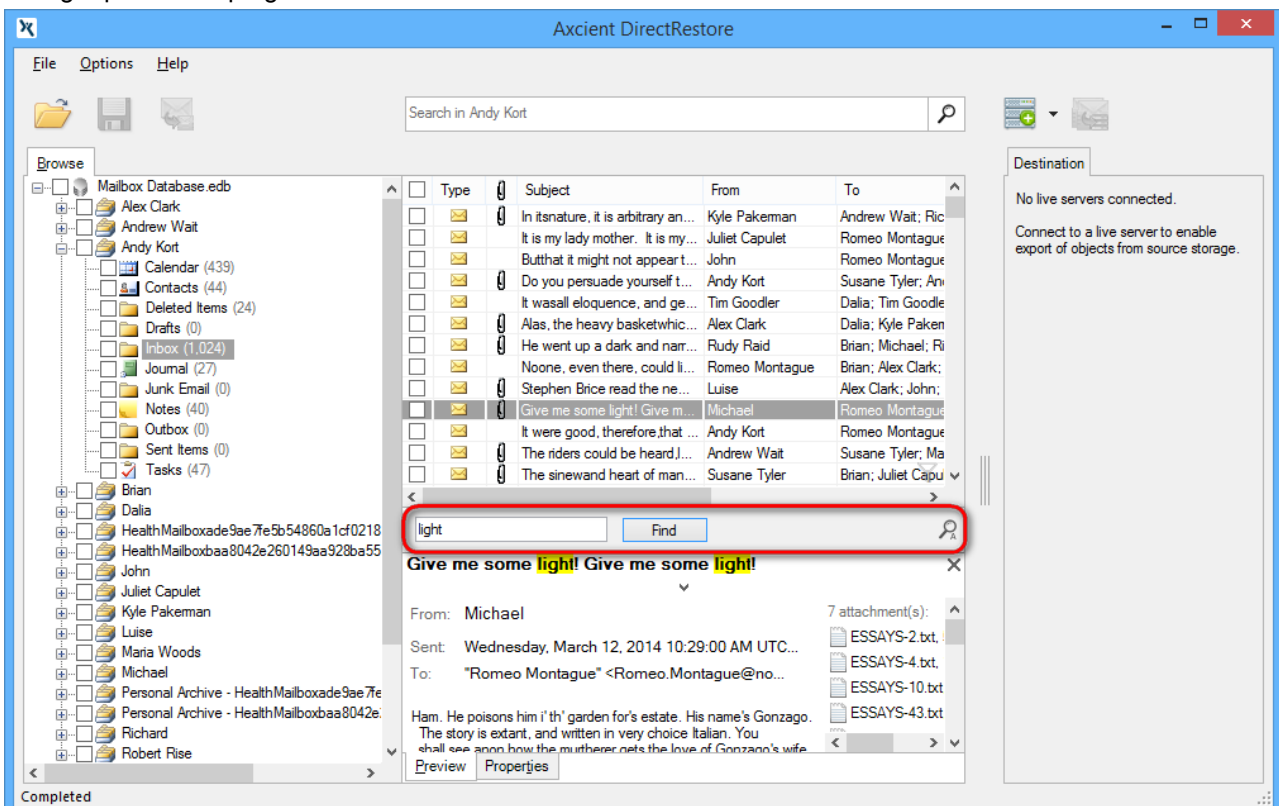 Axcient DirectRestore
File Options Help
Search in Andy Kort
Browse
Mailbox Database.edb
Alex Clark
Andrew Wait
Andy Kort
Calendar (439)
Contacts (44)
Deleted Items (24)
Drafts (0)
Inbox (1,024)
Journal (27)
Junk Email (0)
Notes (40)
Outbox (0)
Sent Items (0)
Tasks (47)
Brian
Dalia
HealthMailboxade9ae7fe5b54860a1cf0218
HealthMailboxbaa8042e260149aa928ba55
John
Juliet Capulet
Kyle Pakerman
Luise
Maria Woods
Michael
Personal Archive - HealthMailboxade9ae7fe
Personal Archive - HealthMailboxbaa8042e
Richard
Robert Rise
Type Subject From To
In itsnature, it is arbitrary an... Kyle Pakerman Andrew Wait; Ric
It is my lady mother. It is my... Juliet Capulet Romeo Montague
Butthat it might not appear t... John Romeo Montague
Do you persuade yourself t... Andy Kort Susane Tyler; An
It wasall eloquence, and ge... Tim Goodler Dalia; Tim Goodle
Alas, the heavy basketwhic... Alex Clark Dalia; Kyle Paken
He went up a dark and narr... Rudy Raid Brian; Michael; Ri
Noone, even there, could li... Romeo Montague Brian; Alex Clark;
Stephen Brice read the ne... Luise Alex Clark; John;
Give me some light! Give m... Michael Romeo Montague
It were good, therefore,that ... Andy Kort Romeo Montague
The riders could be heard,l... Andrew Wait Susane Tyler; Ma
The sinewand heart of man... Susane Tyler Brian; Juliet Capu
light Find
Give me some light! Give me some light!
From: Michael
Sent: Wednesday, March 12, 2014 10:29:00 AM UTC...
To: "Romeo Montague" <Romeo.Montague@no...
7 attachment(s):
ESSAYS-2.txt,
ESSAYS-4.txt,
ESSAYS-10.txt
ESSAYS-43.txt
Ham. He poisons him i' th' garden for's estate. His name's Gonzago.
The story is extant, and written in very choice Italian. You
shall see anon how the murtherer gets the love of Gonzago's wife.
Preview Properties
Destination
No live servers connected.
Connect to a live server to enable
export of objects from source storage.
Completed